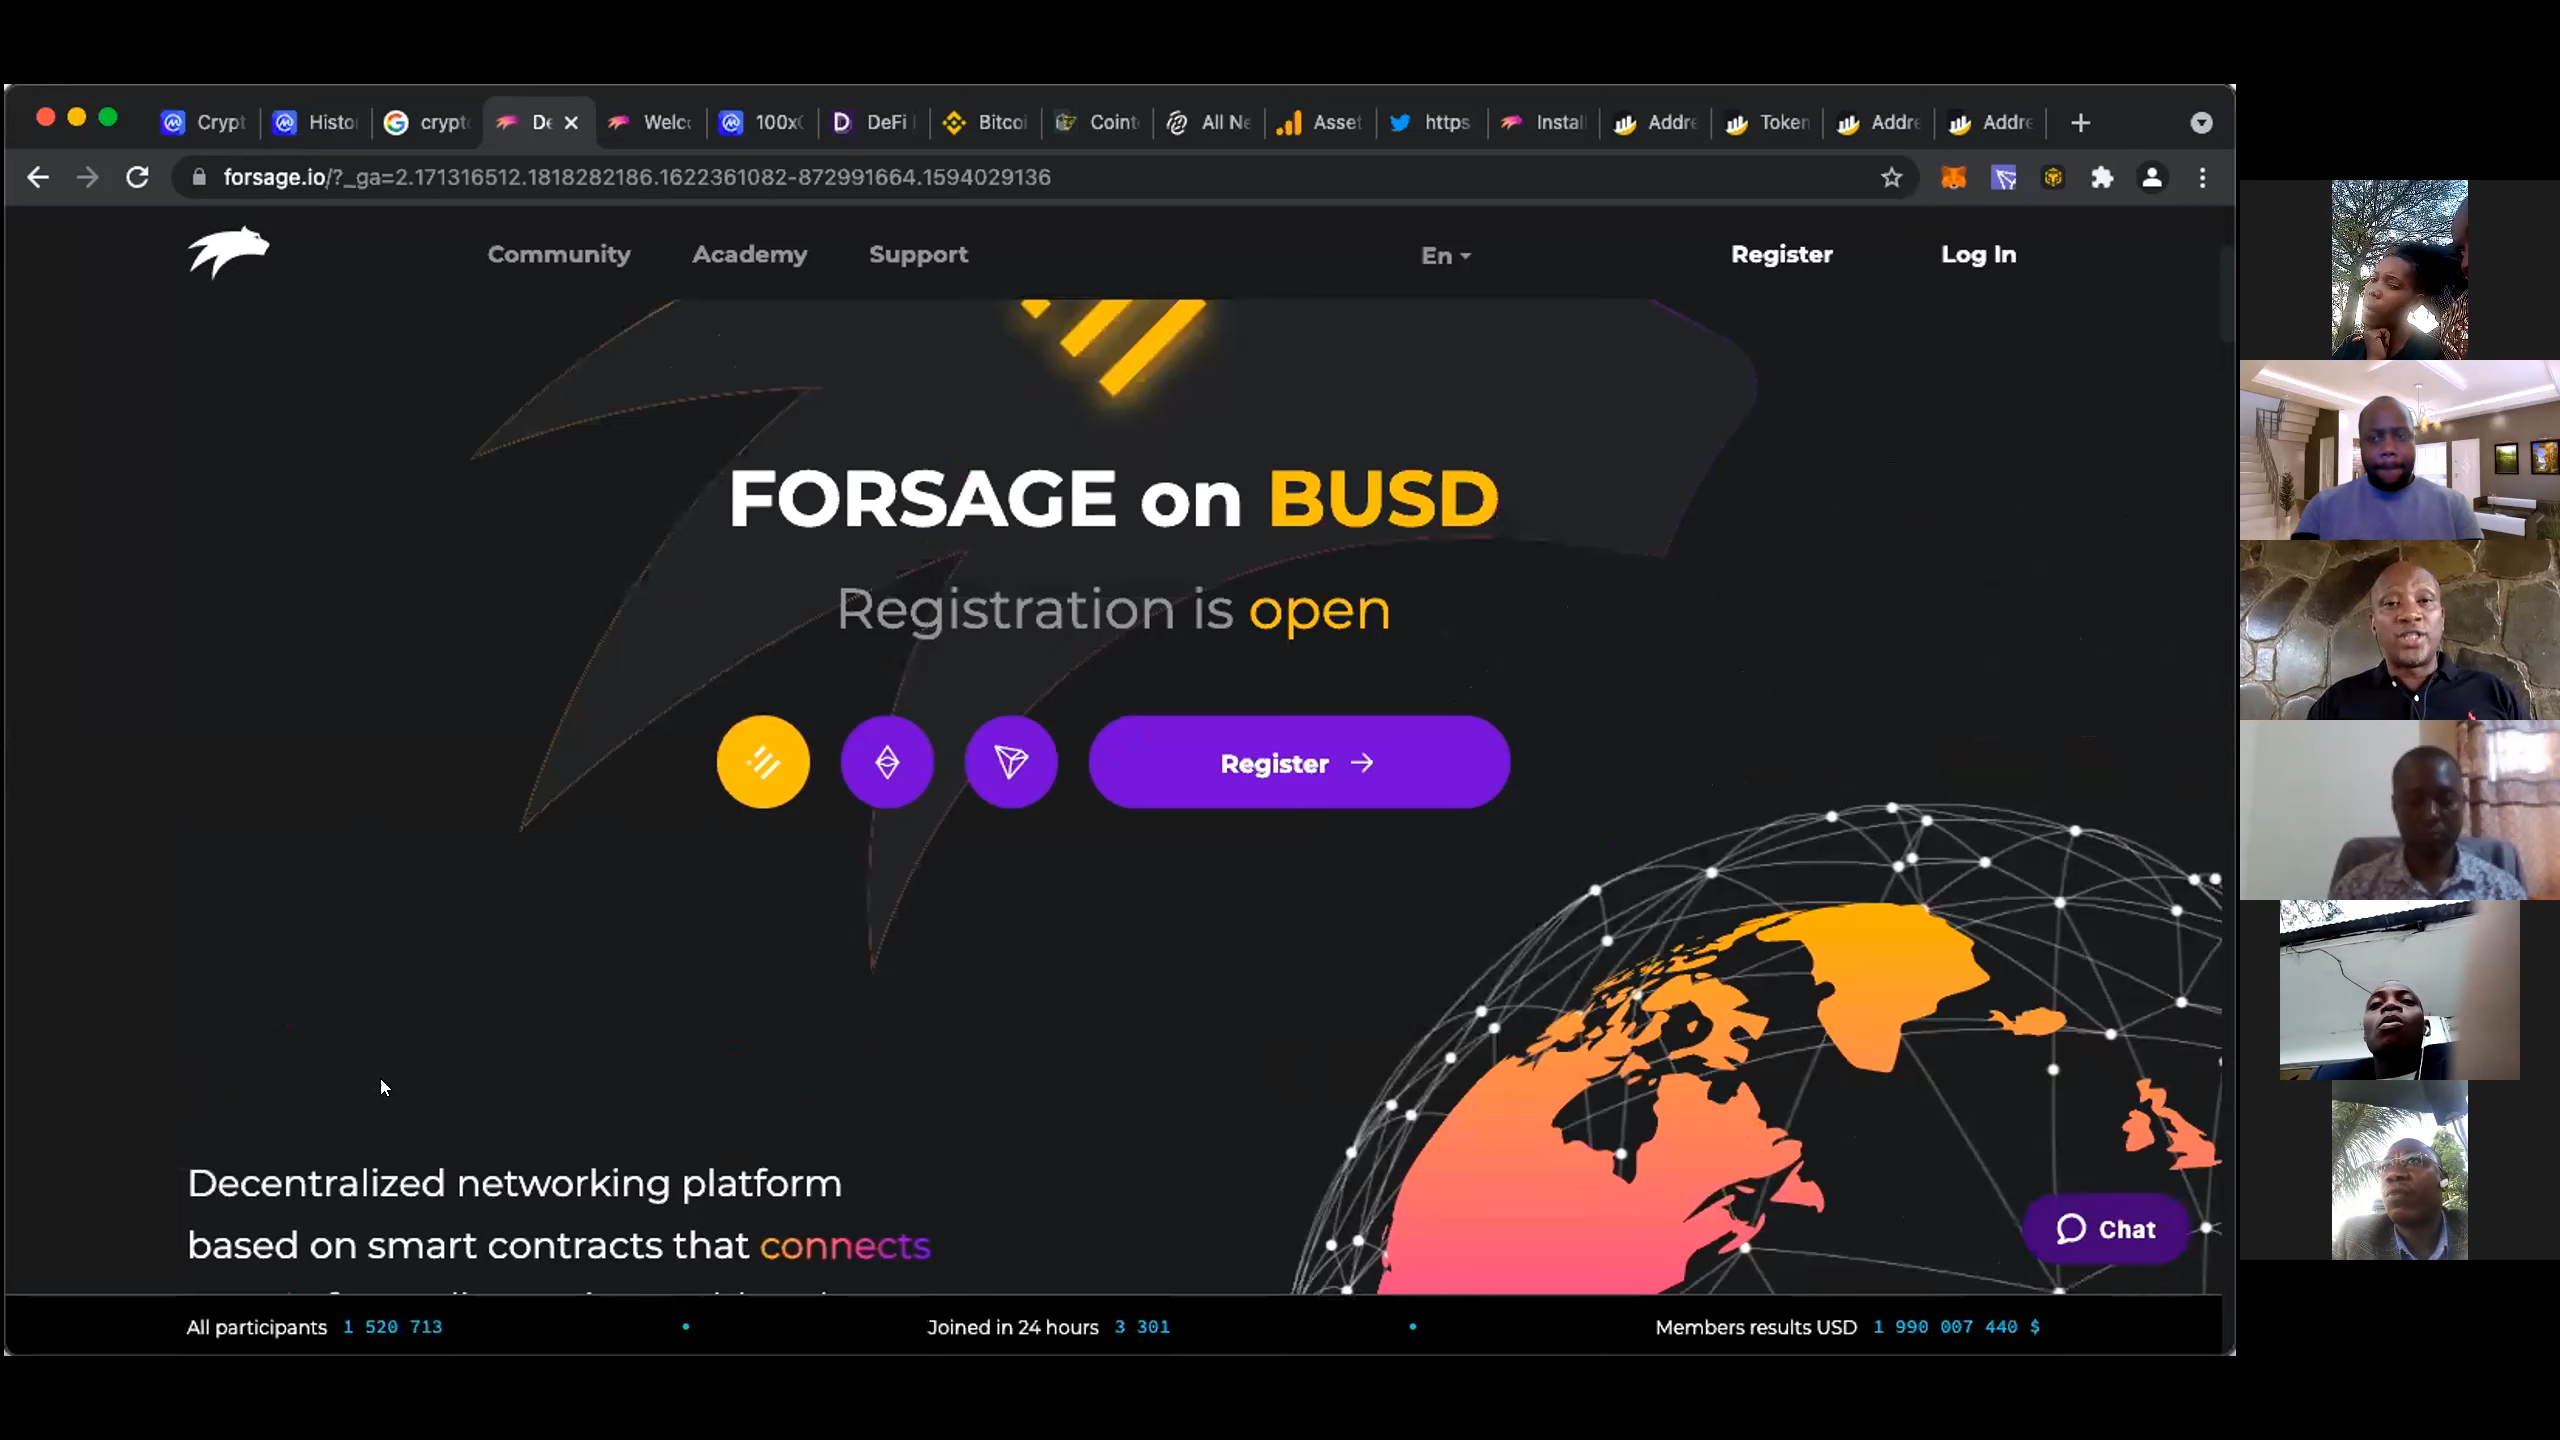 Crypt
Histo
crypt
De
Welc
100x
DeFi
Bitcoi
Coint
All Ne
Asset
https
Instal
Addre
Token
Addre
Addre
forsage.io/?_ga=2.171316512.1818282186.1622361082-872991664.1594029136
Community Academy Support En Register Log In
FORSAGE on BUSD
Registration is open
Register
Decentralized networking platform
based on smart contracts that connects
Chat
All participants 1 520 713 Joined in 24 hours 3 301 Members results USD 1 990 007 440 $